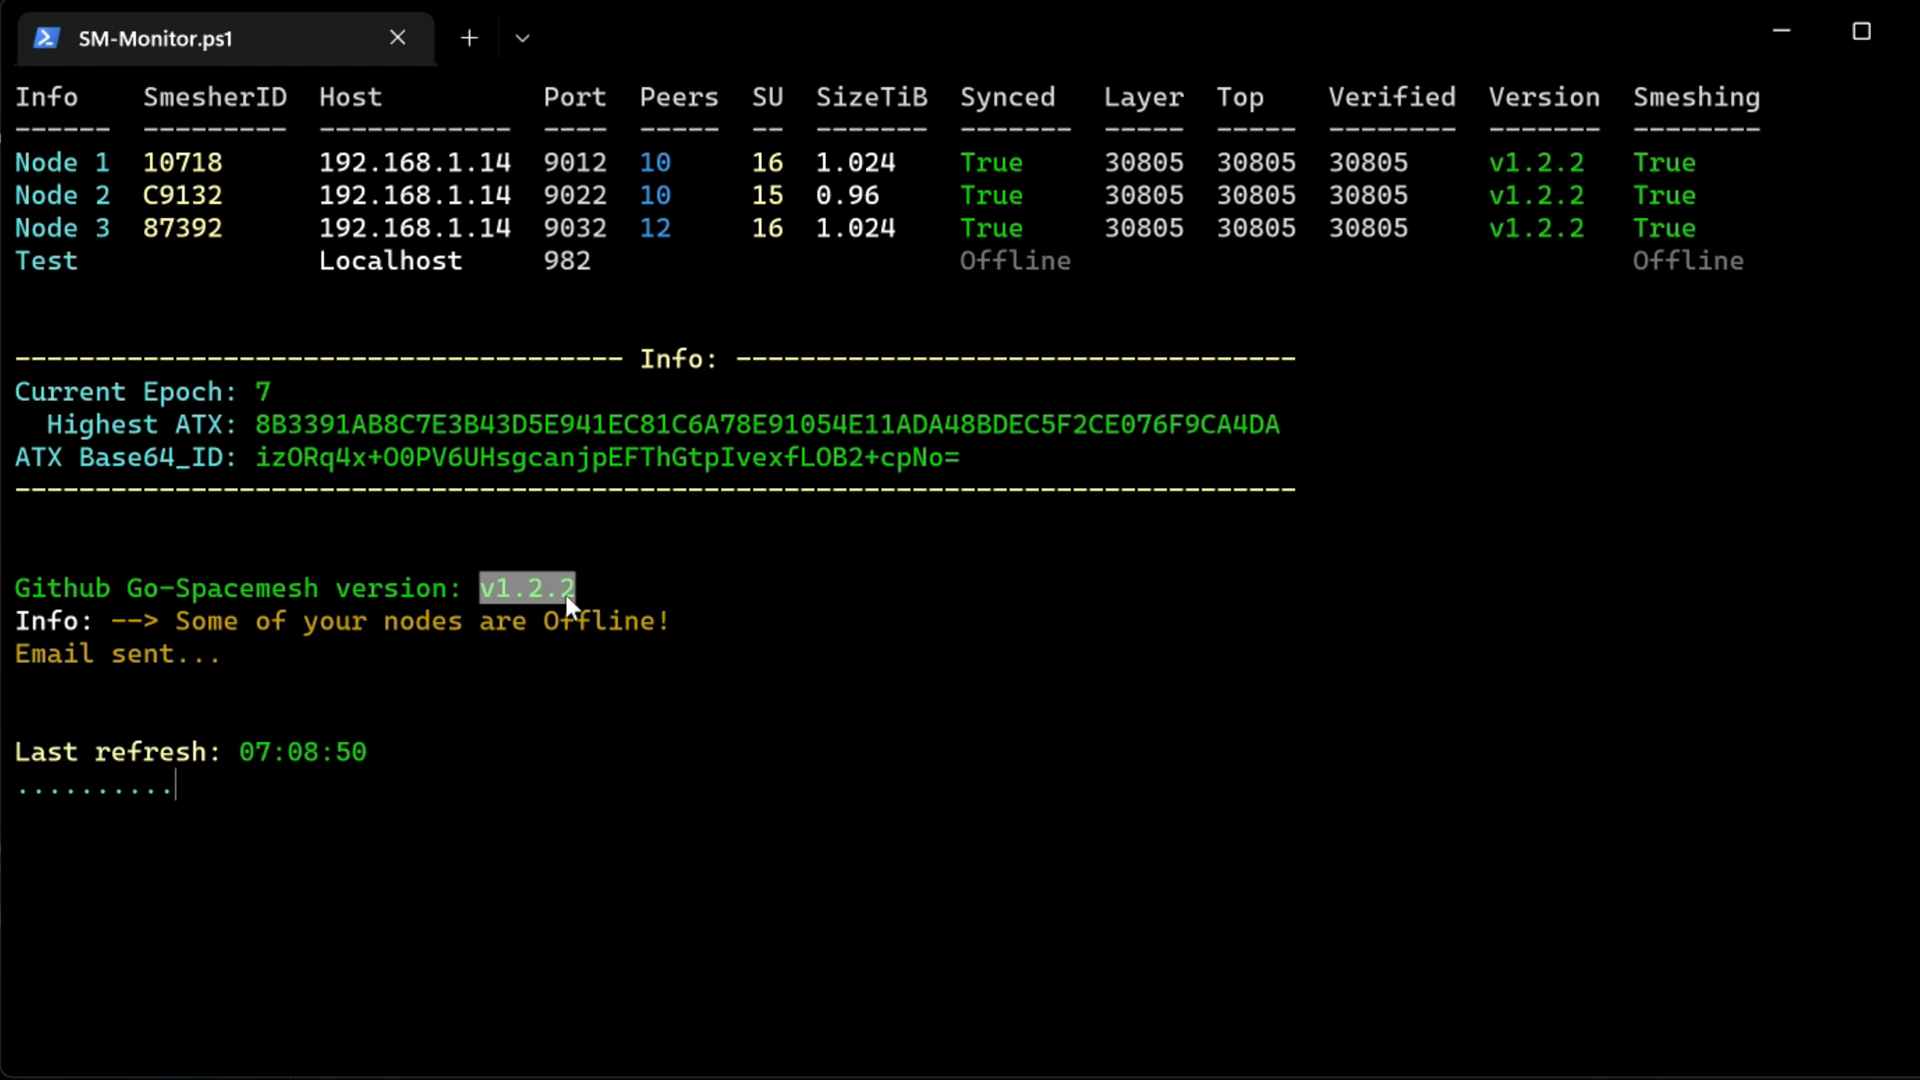 SM-Monitor.ps1
Info SmesherID Host Port Peers SU SizeTiB Synced Layer Top Verified Version Smeshing
------ --------- ------------ ---- ----- -- ------- ------- ----- ----- -------- ------- --------
Node 1 10718 192.168.1.14 9012 10 16 1.024 True 30805 30805 30805 v1.2.2 True
Node 2 C9132 192.168.1.14 9022 10 15 0.96 True 30805 30805 30805 v1.2.2 True
Node 3 87392 192.168.1.14 9032 12 16 1.024 True 30805 30805 30805 v1.2.2 True
Test Localhost 982 Offline Offline
-------------------------------------- Info: -----------------------------------
Current Epoch: 7
Highest ATX: 8B3391AB8C7E3B43D5E941EC81C6A78E91054E11ADA48BDEC5F2CE076F9CA4DA
ATX Base64_ID: izORq4x+O0PV6UHsgcanjpEFThGtpIvexfLOB2+cpNo=
--------------------------------------------------------------------------------
Github Go-Spacemesh version: v1.2.2
Info: --> Some of your nodes are Offline!
Email sent...
Last refresh: 07:08:50
..........